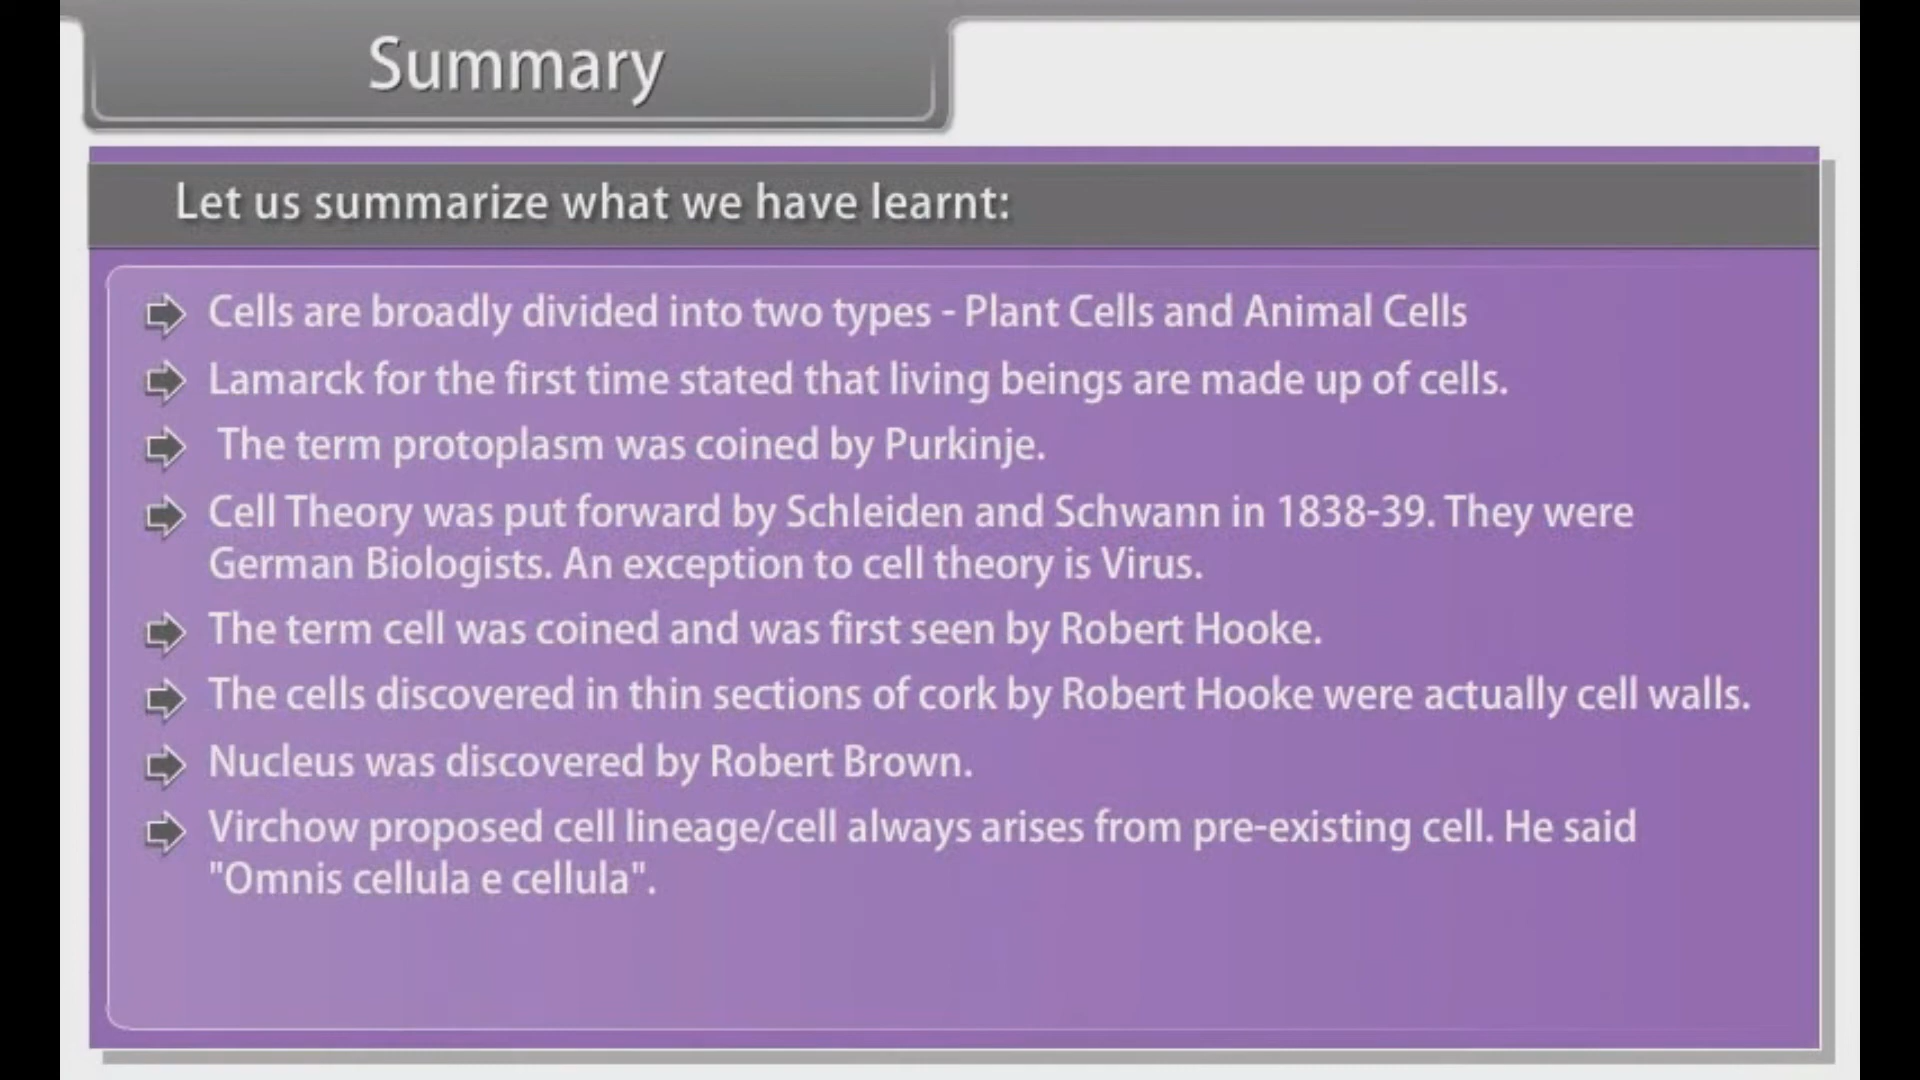 Summary
Let us summarize what we have learnt:
Cells are broadly divided into two types - Plant Cells and Animal Cells
Lamarck for the first time stated that living beings are made up of cells.
The term protoplasm was coined by Purkinje.
Cell Theory was put forward by Schleiden and Schwann in 1838-39. They were
German Biologists. An exception to cell theory is Virus.
The term cell was coined and was first seen by Robert Hooke.
The cells discovered in thin sections of cork by Robert Hooke were actually cell walls.
Nucleus was discovered by Robert Brown.
Virchow proposed cell lineage/cell always arises from pre-existing cell. He said
"Omnis cellula e cellula".